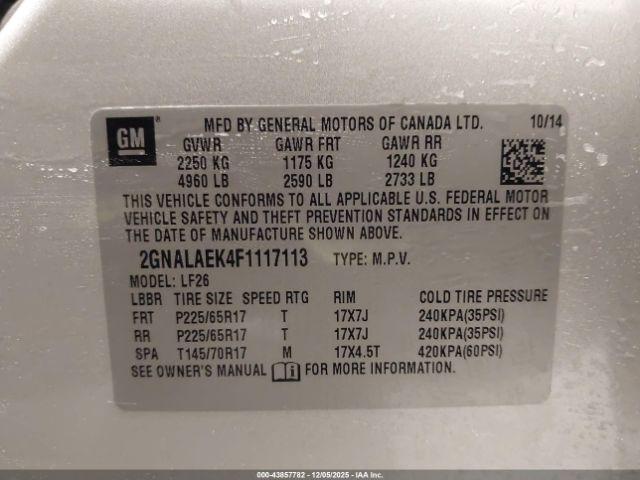 GM ® MFD BY GENERAL MOTORS OF CANADA LTD. 10/14
GVWR GAWR FRT GAWR RR
2250 KG 1175 KG 1240 KG
4960 LB 2590 LB 2733 LB
THIS VEHICLE CONFORMS TO ALL APPLICABLE U.S. FEDERAL MOTOR
VEHICLE SAFETY AND THEFT PREVENTION STANDARDS IN EFFECT ON
THE DATE OF MANUFACTURE SHOWN ABOVE.
2GNALAEK4F1117113 TYPE: M.P.V.
MODEL: LF26
LBBR TIRE SIZE SPEED RTG RIM COLD TIRE PRESSURE
FRT P225/65R17 T 17X7J 240KPA(35PSI)
RR P225/65R17 T 17X7J 240KPA(35PSI)
SPA T145/70R17 M 17X4.5T 420KPA(60PSI)
SEE OWNER'S MANUAL FOR MORE INFORMATION.
000-43857782 - 12/05/2025 - IAAI Inc.